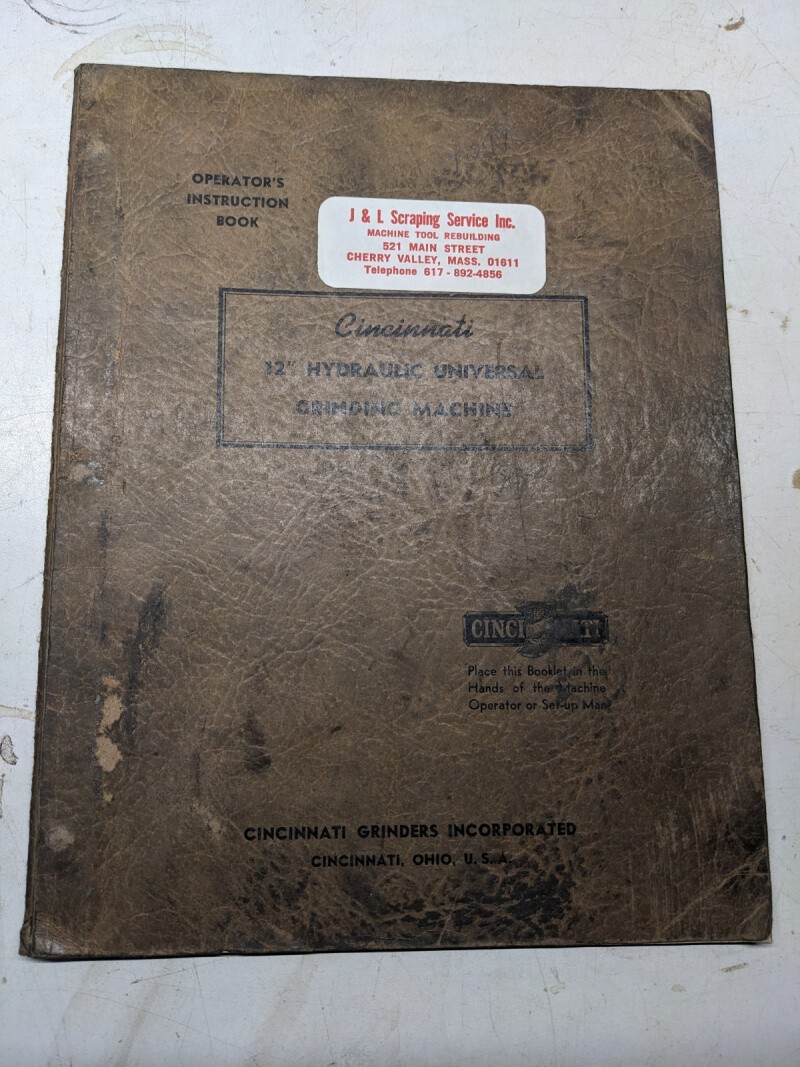 OPERATOR'S
INSTRUCTION
BOOK
J & L Scraping Service Inc.
MACHINE TOOL REBUILDING
521 MAIN STREET
CHERRY VALLEY, MASS. 01611
Telephone 617 - 892-4856
Cincinnati
12" HYDRAULIC UNIVERSAL
GRINDING MACHINE
CINCINNATI
Place this Booklet in the
Hands of the Machine
Operator or Set-up Man
CINCINNATI GRINDERS INCORPORATED
CINCINNATI, OHIO, U. S. A.